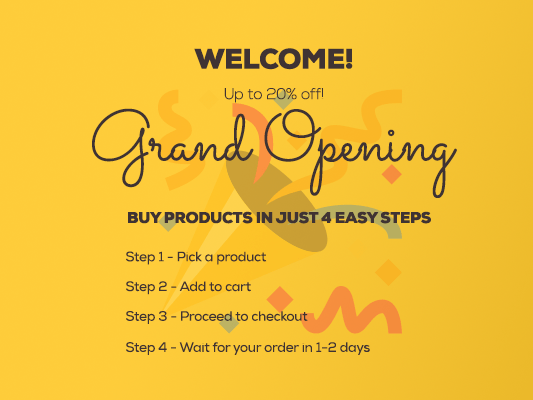 WELCOME!
Up to 20% off!
Grand Opening
BUY PRODUCTS IN JUST 4 EASY STEPS
Step 1 - Pick a product
Step 2 - Add to cart
Step 3 - Proceed to checkout
Step 4 - Wait for your order in 1-2 days